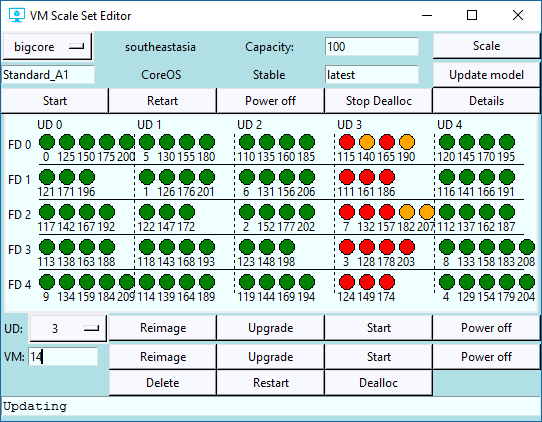 VM Scale Set Editor
bigcore southeastasia Capacity: 100 Scale
Standard_A1 CoreOS Stable latest Update model
Start Retart Power off Stop Dealloc Details
UD 0 UD 1 UD 2 UD 3 UD 4
FD 0
0 125 150 175 200 5 130 155 180 110 135 160 185 115 140 165 190 120 145 170 195
FD 1
121 171 196 1 126 176 201 6 131 156 206 111 161 186 116 141 166 191
FD 2
117 142 167 192 122 147 172 2 152 177 202 7 132 157 182 207 112 137 162 187
FD 3
113 138 163 188 118 143 168 193 123 148 198 3 128 178 203 108 133 158 183 208
FD 4
9 134 159 184 209 114 139 164 189 119 144 169 194 124 149 174 4 129 154 179 204
UD: 3 Reimage Upgrade Start Power off
VM: 14 Reimage Upgrade Start Power off
Delete Restart Dealloc
Updating